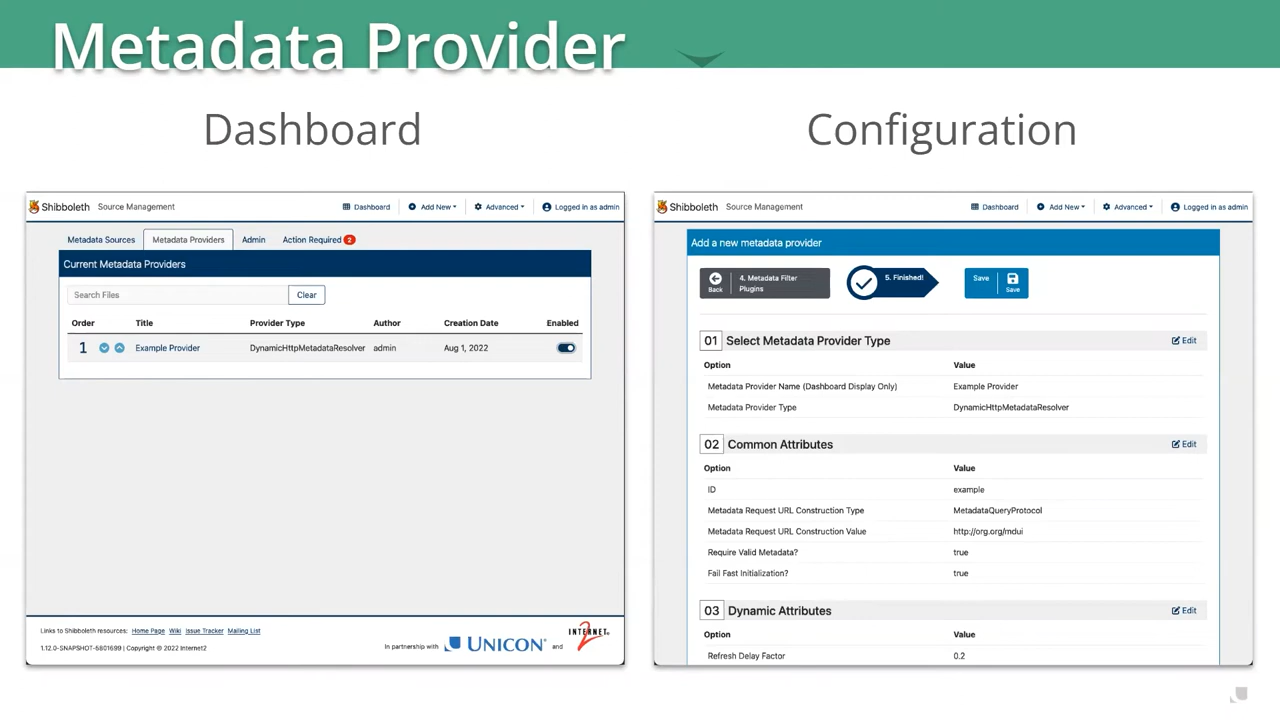 Metadata Provider
Dashboard
Configuration
Shibboleth Source Management
Dashboard Add New Advanced Logged in as admin
Metadata Sources Metadata Providers Admin Action Required 2
Current Metadata Providers
Search Files Clear
Order Title Provider Type Author Creation Date Enabled
1 Example Provider DynamicHttpMetadataResolver admin Aug 1, 2022
Links to Shibboleth resources: Home Page Wiki Issue Tracker Mailing List
1.12.0-SNAPSHOT-6801699 | Copyright © 2022 Internet2
In partnership with UNICON and INTERNET 2
Shibboleth Source Management
Dashboard Add New Advanced Logged in as admin
Add a new metadata provider
Back 4. Metadata Filter Plugins 5. Finished! Save Save
01 Select Metadata Provider Type Edit
Option Value
Metadata Provider Name (Dashboard Display Only) Example Provider
Metadata Provider Type DynamicHttpMetadataResolver
02 Common Attributes Edit
Option Value
ID example
Metadata Request URL Construction Type MetadataQueryProtocol
Metadata Request URL Construction Value http://org.org/mdui
Require Valid Metadata? true
Fail Fast Initialization? true
03 Dynamic Attributes Edit
Option Value
Refresh Delay Factor 0.2